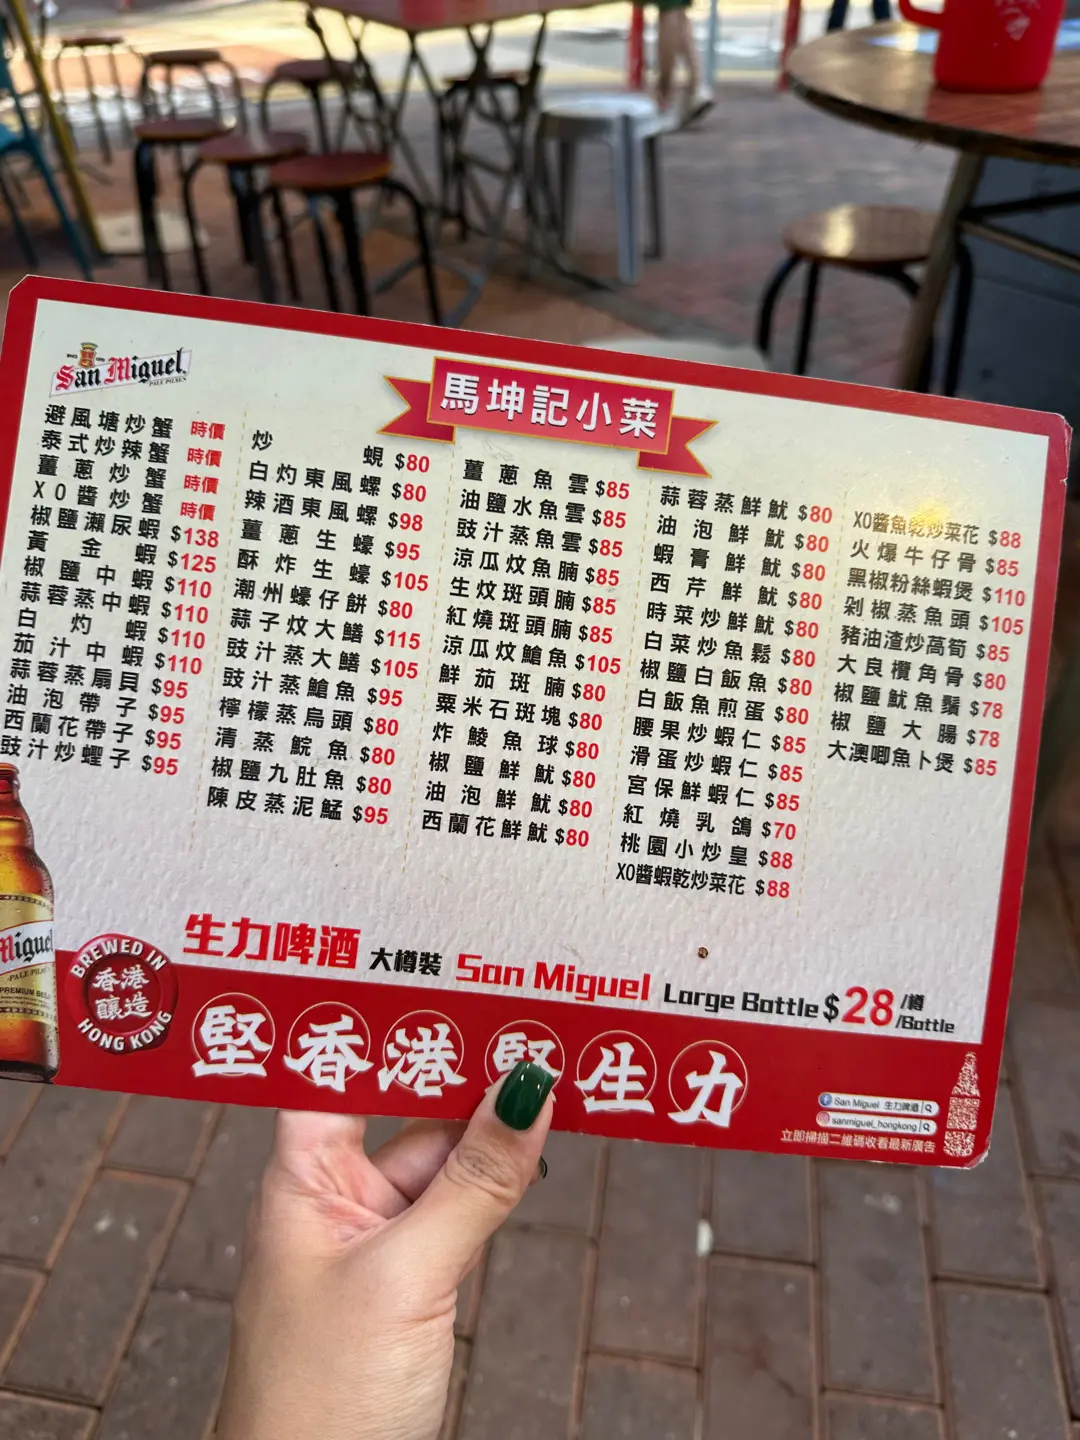 San Miguel
PALE PILSEN
馬坤記小菜
避風塘炒蟹 時價
泰式炒辣蟹 時價
薑蔥炒蟹 時價
XO醬炒蟹 時價
椒鹽瀨尿蝦 $138
黃金蝦 $125
椒鹽中蝦 $110
蒜蓉蒸中蝦 $110
白灼中蝦 $110
茄汁中蝦 $110
蒜蓉蒸扇貝 $95
油泡帶子 $95
西蘭花帶子 $95
豉汁炒蟶子 $95
炒蜆 $80
白灼東風螺 $80
辣酒東風螺 $98
薑蔥生蠔 $95
酥炸生蠔 $105
潮州蠔仔餅 $80
蒜子炆大鱔 $115
豉汁蒸大鱔 $105
豉汁蒸鯧魚 $95
檸檬蒸烏頭 $80
清蒸鯇魚 $80
椒鹽九肚魚 $80
陳皮蒸泥鯭 $95
薑蔥魚雲 $85
油鹽水魚雲 $85
豉汁蒸魚雲 $85
涼瓜炆魚腩 $85
生炆斑頭腩 $85
紅燒斑頭腩 $85
涼瓜炆鯧魚 $105
鮮茄斑腩 $80
粟米石斑塊 $80
炸鯪魚球 $80
椒鹽鮮魷 $80
油泡鮮魷 $80
西蘭花鮮魷 $80
蒜蓉蒸鮮魷 $80
油泡鮮魷 $80
蝦膏鮮魷 $80
西芹鮮魷 $80
時菜炒鮮魷 $80
白菜炒魚鬆 $80
椒鹽白飯魚 $80
白飯魚煎蛋 $80
腰果炒蝦仁 $85
滑蛋炒蝦仁 $85
宮保鮮蝦仁 $85
紅燒乳鴿 $70
桃園小炒皇 $88
XO醬蝦乾炒菜花 $88
XO醬魚乾炒菜花 $88
火爆牛仔骨 $85
黑椒粉絲蝦煲 $110
剁椒蒸魚頭 $105
豬油渣炒萵筍 $85
大良欖角骨 $80
椒鹽魷魚鬚 $78
椒鹽大腸 $78
大澳唧魚卜煲 $85
生力啤酒 大樽裝 San Miguel Large Bottle $28 /樽 /Bottle
Miguel
PALE PILSEN
PREMIUM BEER
BREWED IN
香港
釀造
HONG KONG
堅香港 堅生力
San Miguel 生力啤酒
sanmiguel_hongkong
立即掃描二維碼收看最新廣告